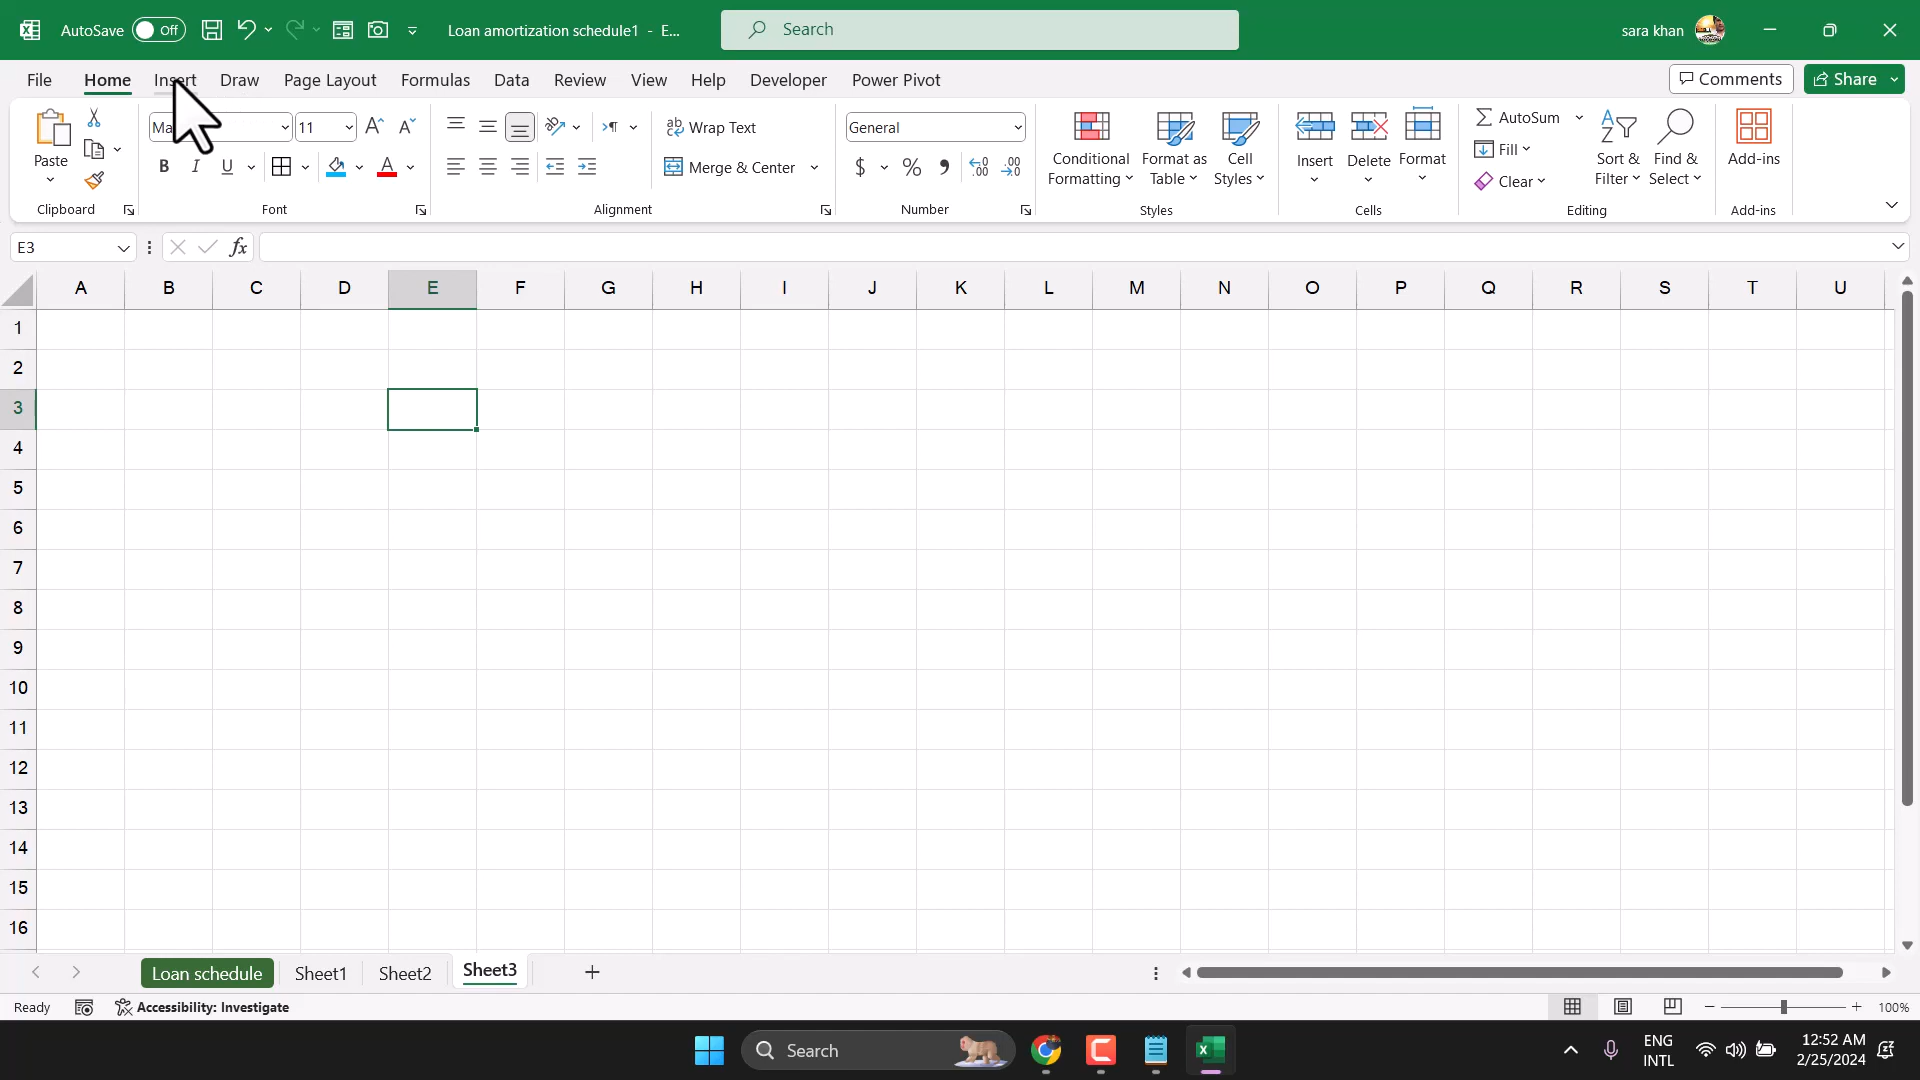 AutoSave Off Loan amortization schedule1 - E... Search sara khan
File Home Insert Draw Page Layout Formulas Data Review View Help Developer Power Pivot Comments Share
Paste
Clipboard
11
B I U A
Font
ab Wrap Text
Merge & Center
Alignment
General
$ % 9 .00
Number
Conditional Formatting
Format as Table
Cell Styles
Styles
Insert Delete Format
Cells
AutoSum
Fill
Clear
Sort & Filter
Find & Select
Editing
Add-ins
Add-ins
E3 fx
A B C D E F G H I J K L M N O P Q R S T U
1
2
3
4
5
6
7
8
9
10
11
12
13
14
15
16
Loan schedule Sheet1 Sheet2 Sheet3
Ready Accessibility: Investigate 100%
Search ENG INTL 12:52 AM 2/25/2024